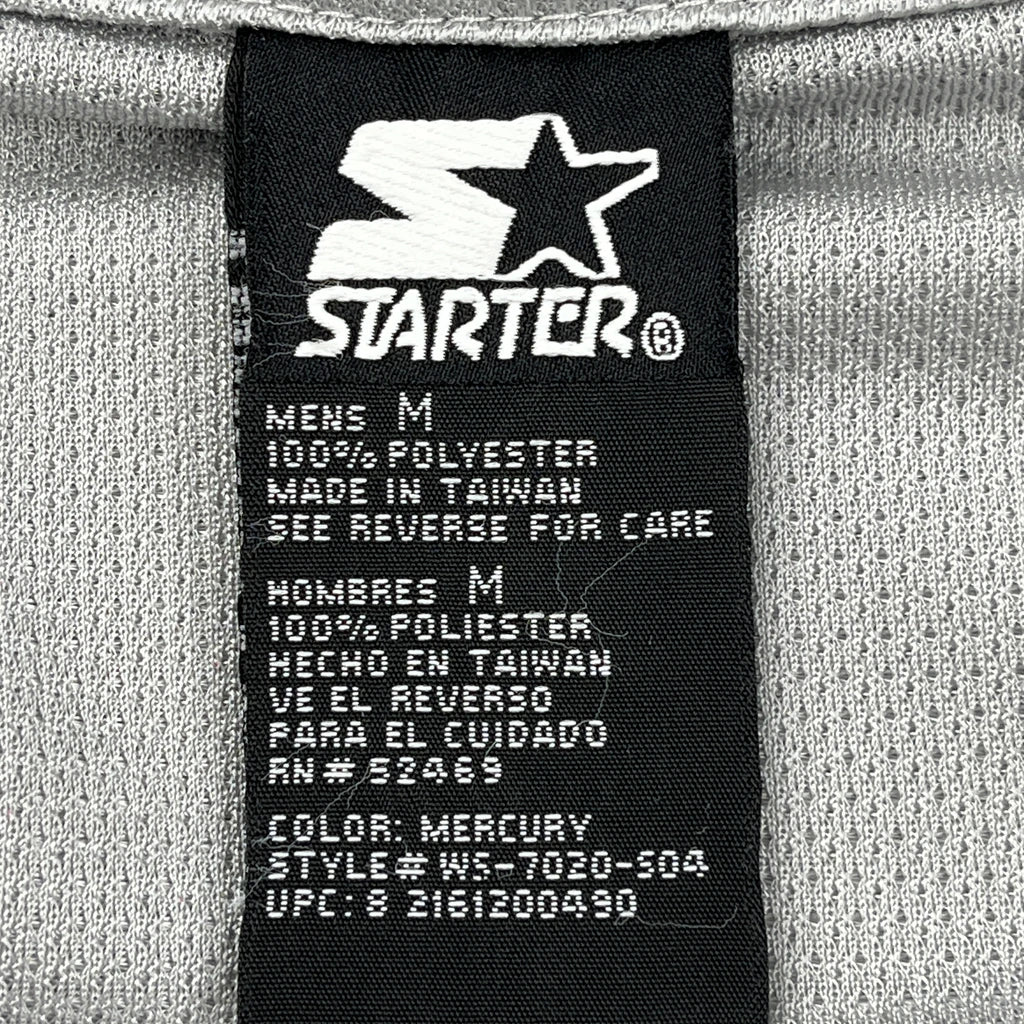 STARTER®
MENS M
100% POLYESTER
MADE IN TAIWAN
SEE REVERSE FOR CARE
HOMBRES M
100% POLIESTER
HECHO EN TAIWAN
VE EL REVERSO
PARA EL CUIDADO
RN# 52469
COLOR: MERCURY
STYLE# WS-7020-504
UPC: 8 2161200490